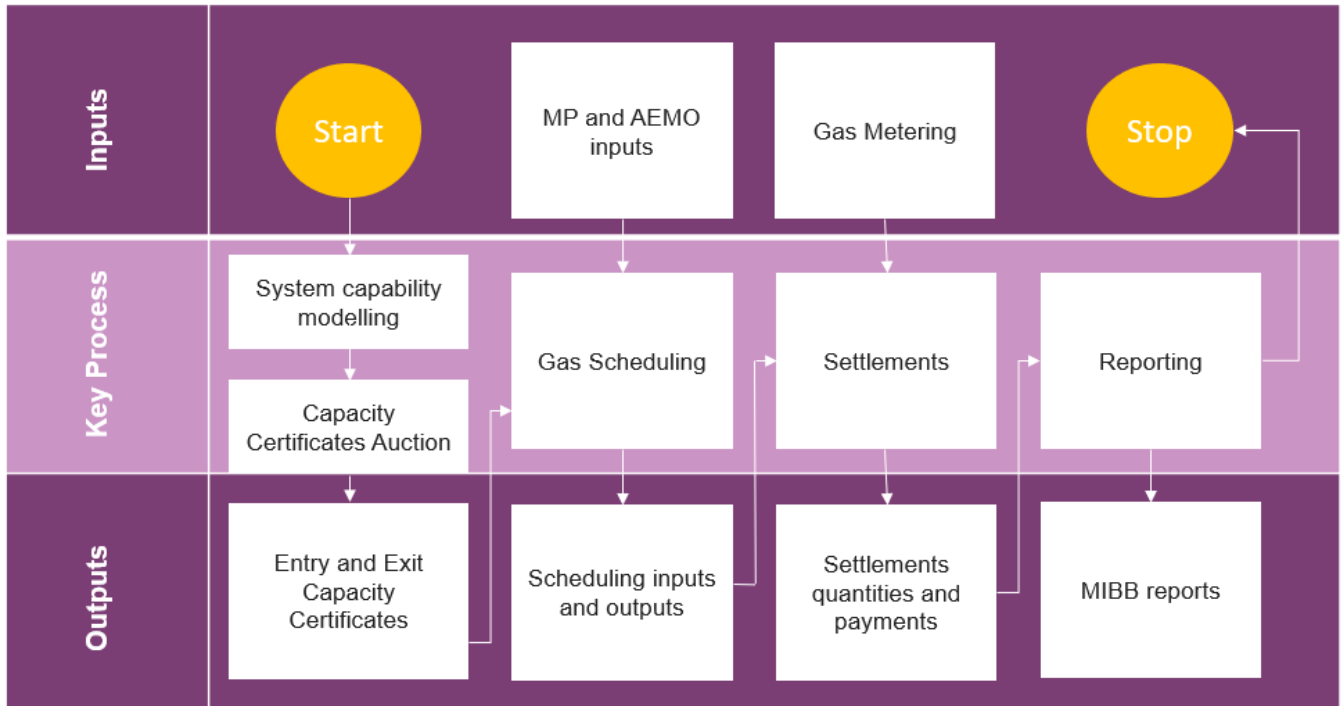 Inputs
Start
MP and AEMO
inputs
Gas Metering
Stop
Key Process
System capability
modelling
Capacity
Certificates Auction
Gas Scheduling
Settlements
Reporting
Outputs
Entry and Exit
Capacity
Certificates
Scheduling inputs
and outputs
Settlements
quantities and
payments
MIBB reports